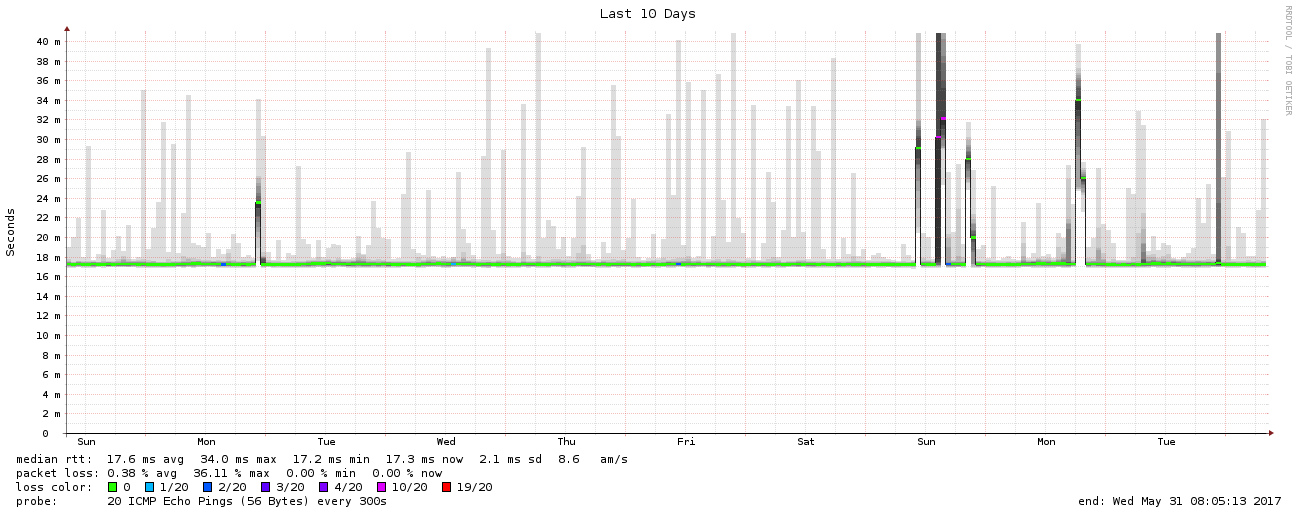 Last 10 Days
RRDTOOL / TOBI OETIKER
Seconds
40 m
38 m
36 m
34 m
32 m
30 m
28 m
26 m
24 m
22 m
20 m
18 m
16 m
14 m
12 m
10 m
8 m
6 m
4 m
2 m
0
Sun Mon Tue Wed Thu Fri Sat Sun Mon Tue
median rtt: 17.6 ms avg 34.0 ms max 17.2 ms min 17.3 ms now 2.1 ms sd 8.6 am/s
packet loss: 0.38 % avg 36.11 % max 0.00 % min 0.00 % now
loss color: 0 1/20 2/20 3/20 4/20 10/20 19/20
probe: 20 ICMP Echo Pings (56 Bytes) every 300s end: Wed May 31 08:05:13 2017